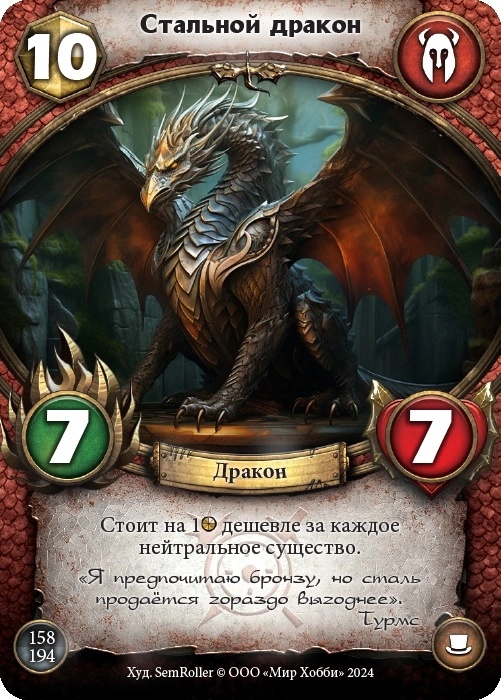 Стальной дракон
10
7
7
Дракон
Стоит на 1 дешевле за каждое
нейтральное существо.
«Я предпочитаю бронзу, но сталь
продаётся гораздо выгоднее».
Турмс
158
194
Худ. SemRoller © ООО «Мир Хобби» 2024